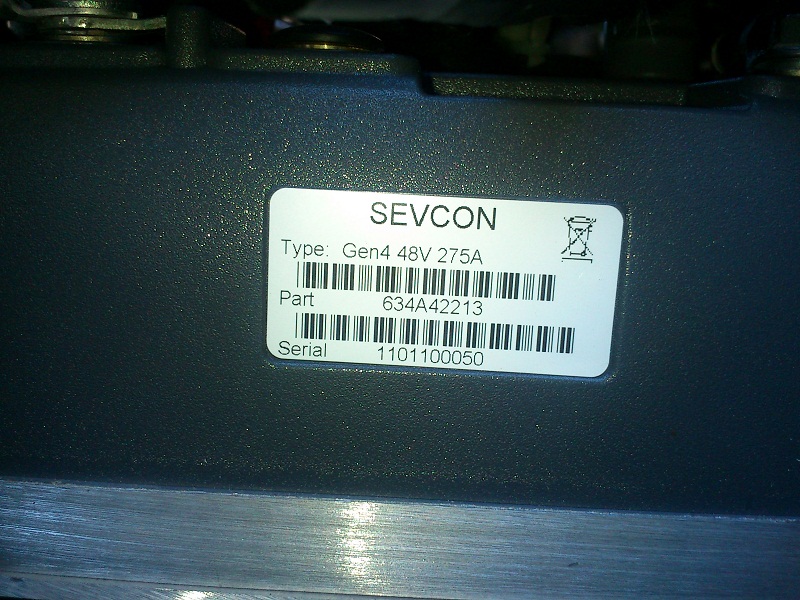 SEVCON
Type: Gen4 48V 275A
Part 634A42213
Serial 1101100050